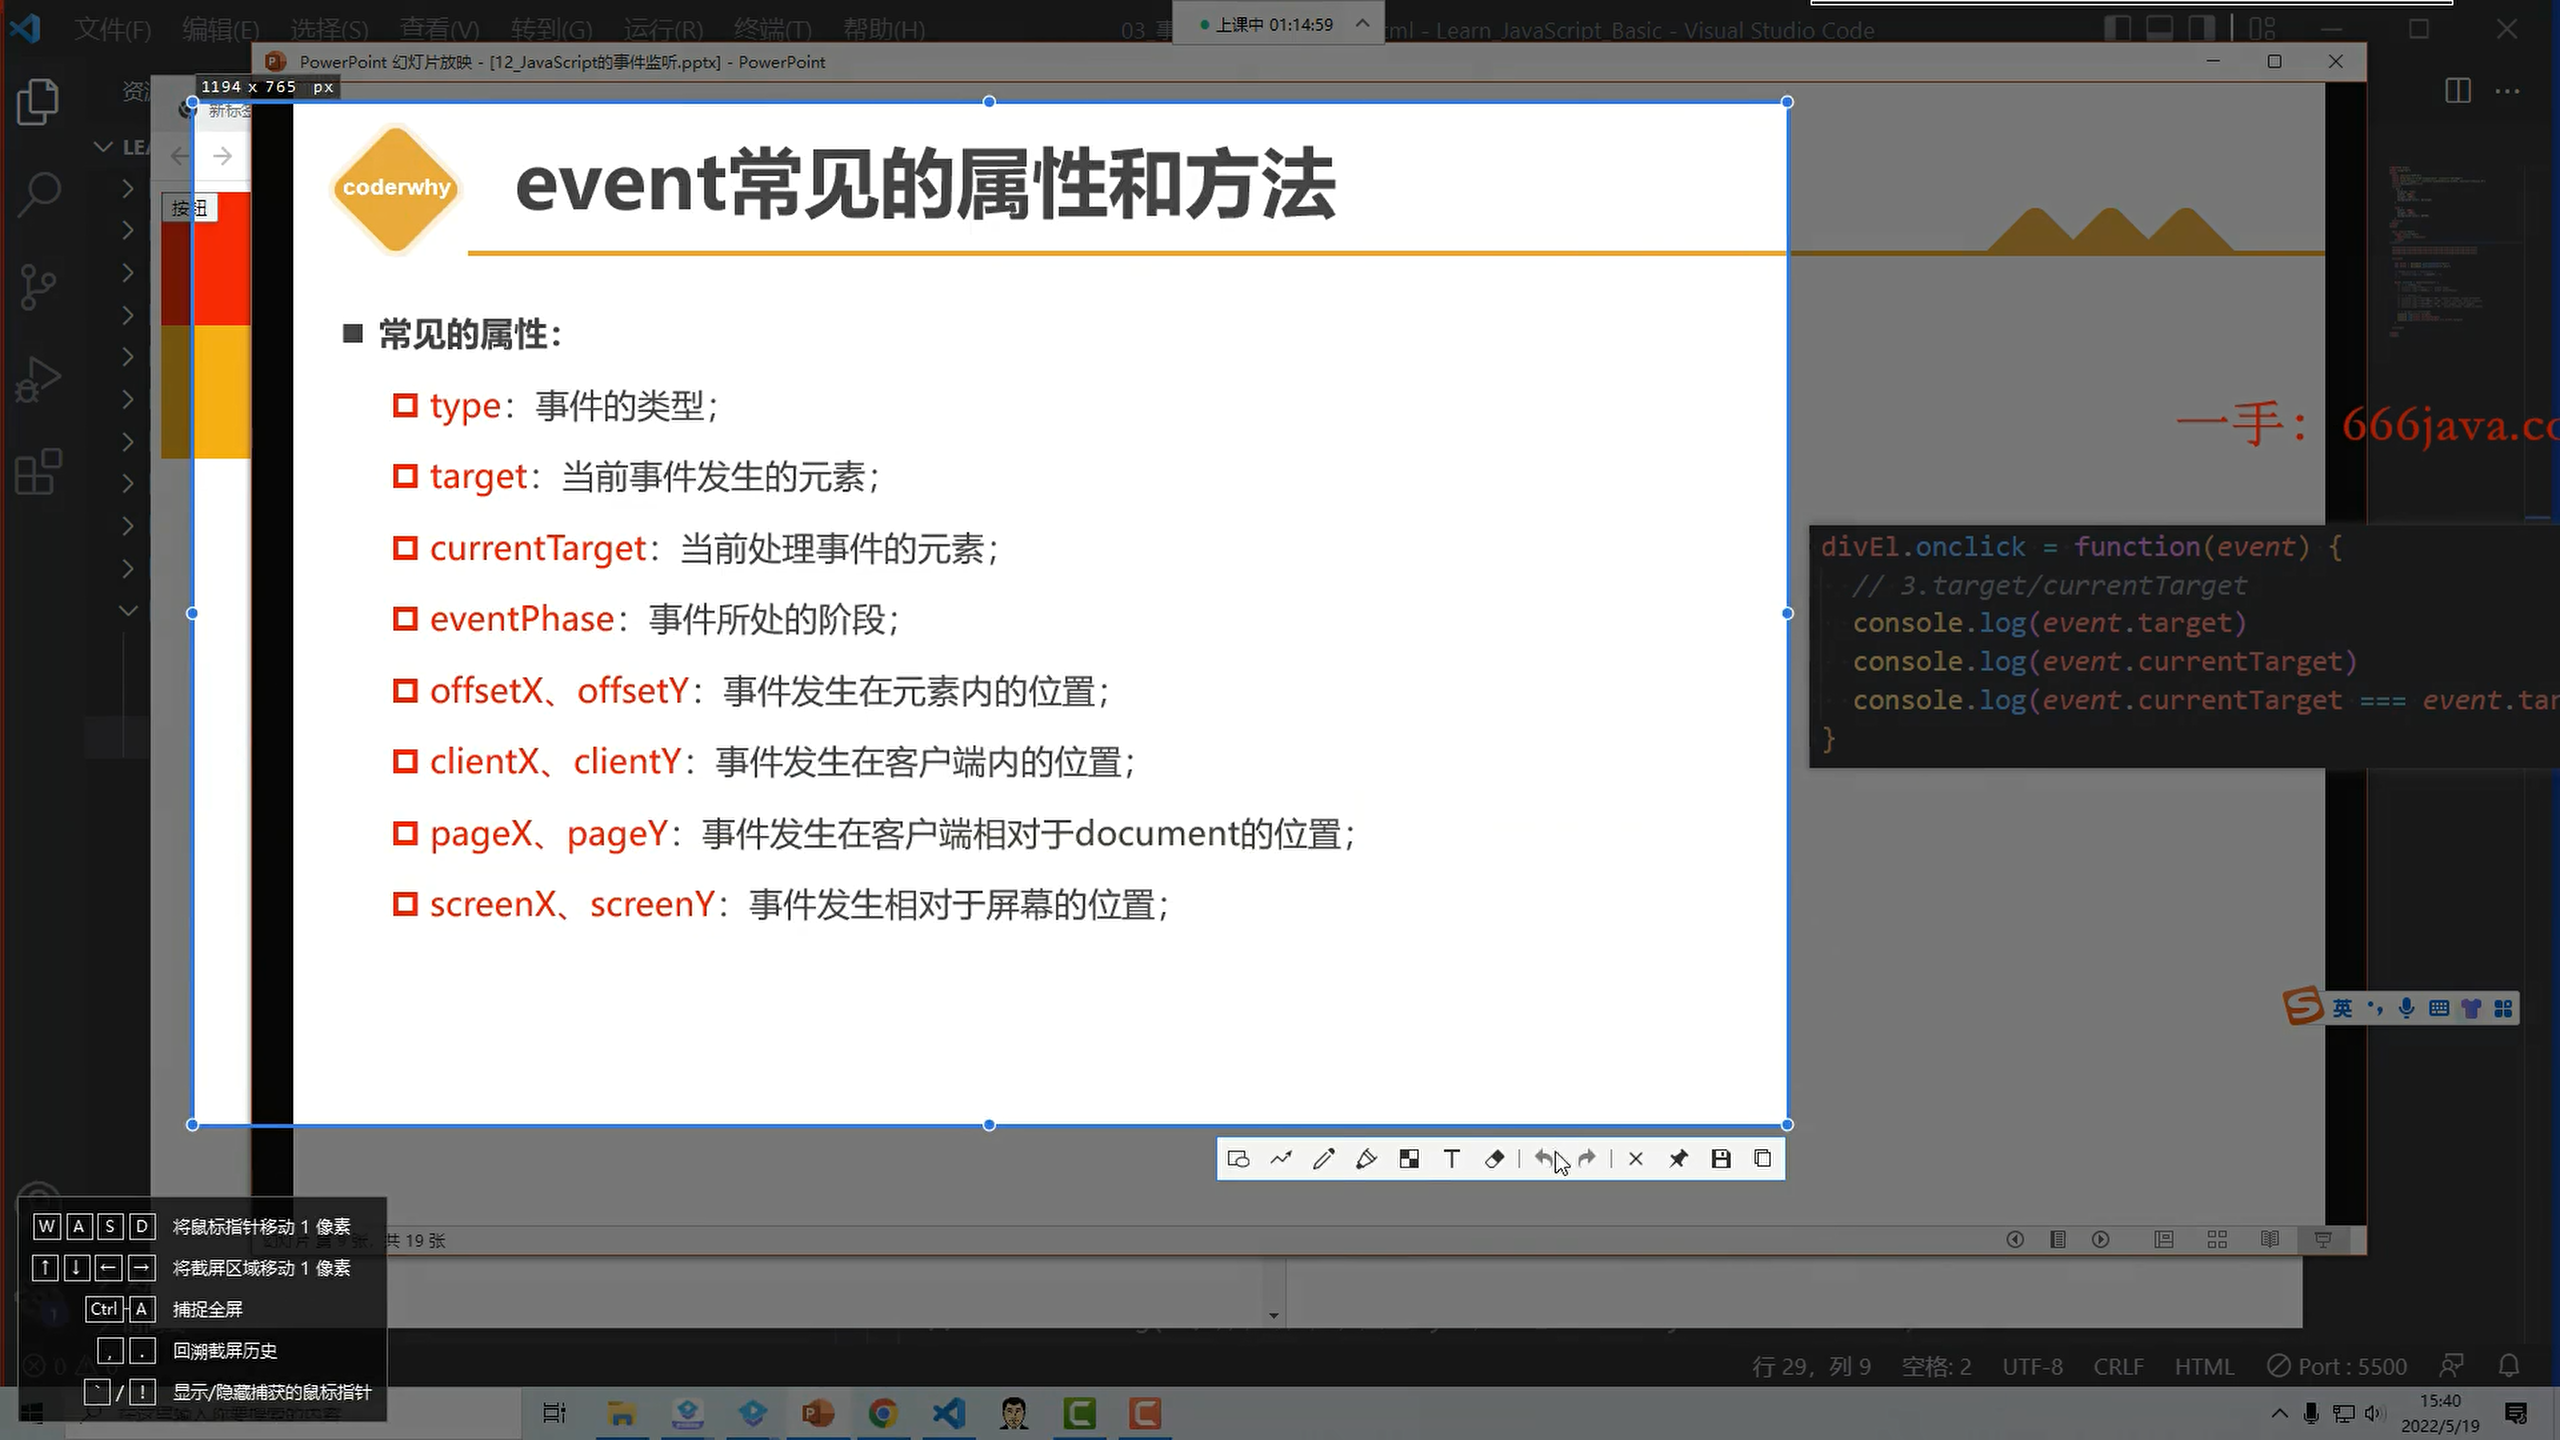 文件(F) 编辑(E) 选择(S) 查看(V) 转到(G) 运行(R) 终端(T) 帮助(H)
上课中 01:14:59
- Learn_JavaScript_Basic - Visual Studio Code
PowerPoint 幻灯片放映 - [12_JavaScript的事件监听.pptx] - PowerPoint
1194 x 765 px
按钮
coderwhy
event常见的属性和方法
常见的属性：
type：事件的类型；
target：当前事件发生的元素；
currentTarget：当前处理事件的元素；
eventPhase：事件所处的阶段；
offsetX、offsetY：事件发生在元素内的位置；
clientX、clientY：事件发生在客户端内的位置；
pageX、pageY：事件发生在客户端相对于document的位置；
screenX、screenY：事件发生相对于屏幕的位置；
一手：666java.co
divEl.onclick = function(event) {
// 3.target/currentTarget
console.log(event.target)
console.log(event.currentTarget)
console.log(event.currentTarget === event.tar
}
英
W A S D 将鼠标指针移动 1 像素
↑ ↓ ← → 将截屏区域移动 1 像素
Ctrl A 捕捉全屏
, . 回溯截屏历史
` / ! 显示/隐藏捕获的鼠标指针
共 19 张
行 29，列 9 空格: 2 UTF-8 CRLF HTML Port : 5500
15:40
2022/5/19